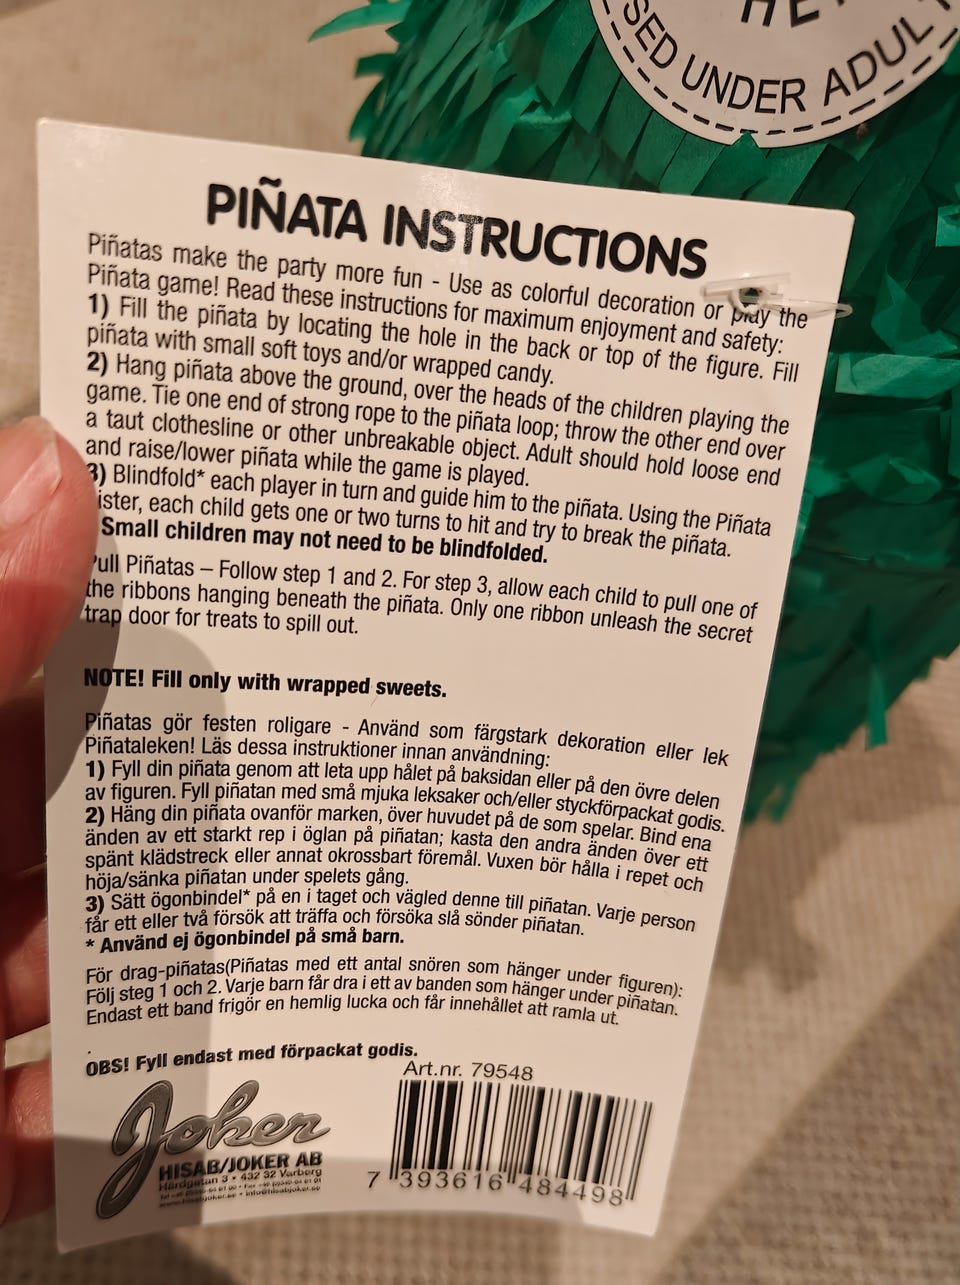 HE
SED UNDER ADULT
PIÑATA INSTRUCTIONS
Piñatas make the party more fun - Use as colorful decoration or play the
Piñata game! Read these instructions for maximum enjoyment and safety:
1) Fill the piñata by locating the hole in the back or top of the figure. Fill
piñata with small soft toys and/or wrapped candy.
2) Hang piñata above the ground, over the heads of the children playing the
game. Tie one end of strong rope to the piñata loop; throw the other end over
a taut clothesline or other unbreakable object. Adult should hold loose end
and raise/lower piñata while the game is played.
3) Blindfold* each player in turn and guide him to the piñata. Using the Piñata
ister, each child gets one or two turns to hit and try to break the piñata.
Small children may not need to be blindfolded.
ull Piñatas – Follow step 1 and 2. For step 3, allow each child to pull one of
the ribbons hanging beneath the piñata. Only one ribbon unleash the secret
trap door for treats to spill out.
NOTE! Fill only with wrapped sweets.
Piñatas gör festen roligare - Använd som färgstark dekoration eller lek
Piñataleken! Läs dessa instruktioner innan användning:
1) Fyll din piñata genom att leta upp hålet på baksidan eller på den övre delen
av figuren. Fyll piñatan med små mjuka leksaker och/eller styckförpackat godis.
2) Häng din piñata ovanför marken, över huvudet på de som spelar. Bind ena
änden av ett starkt rep i öglan på piñatan; kasta den andra änden över ett
spänt klädstreck eller annat okrossbart föremål. Vuxen bör hålla i repet och
höja/sänka piñatan under spelets gång.
3) Sätt ögonbindel* på en i taget och vägled denne till piñatan. Varje person
får ett eller två försök att träffa och försöka slå sönder piñatan.
* Använd ej ögonbindel på små barn.
För drag-piñatas(Piñatas med ett antal snören som hänger under figuren):
Följ steg 1 och 2. Varje barn får dra i ett av banden som hänger under piñatan.
Endast ett band frigör en hemlig lucka och får innehållet att ramla ut.
OBS! Fyll endast med förpackat godis.
Art.nr. 79548
Joker
HISAB/JOKER AB
Hårdgatan 3 • 432 32 Varberg
www.hisabjoker.se • info@hisabjoker.se
7 393616 484498